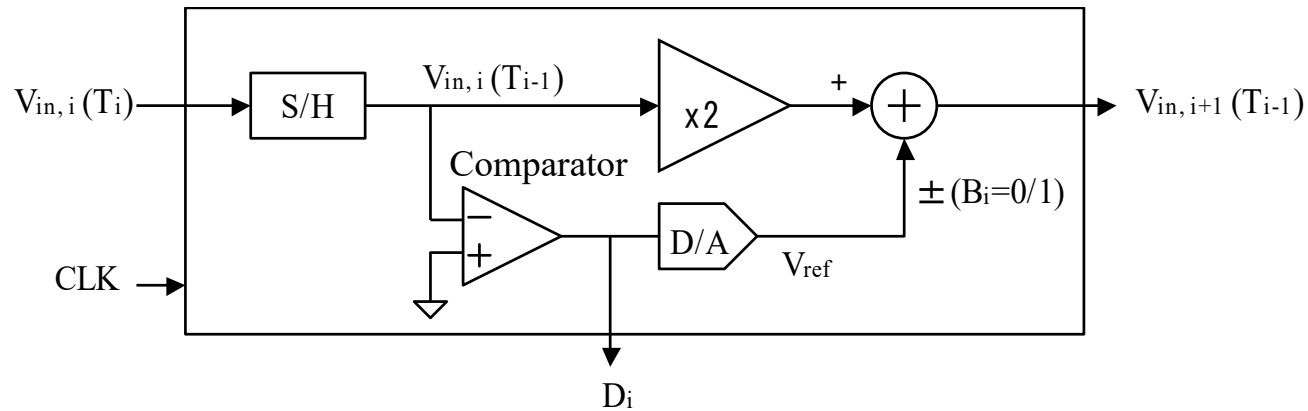 Vin, i (Ti)
S/H
Vin, i (Ti-1)
x2
+
+
Vin, i+1 (Ti-1)
Comparator
−
+
± (Bi=0/1)
D/A
Vref
CLK
Di